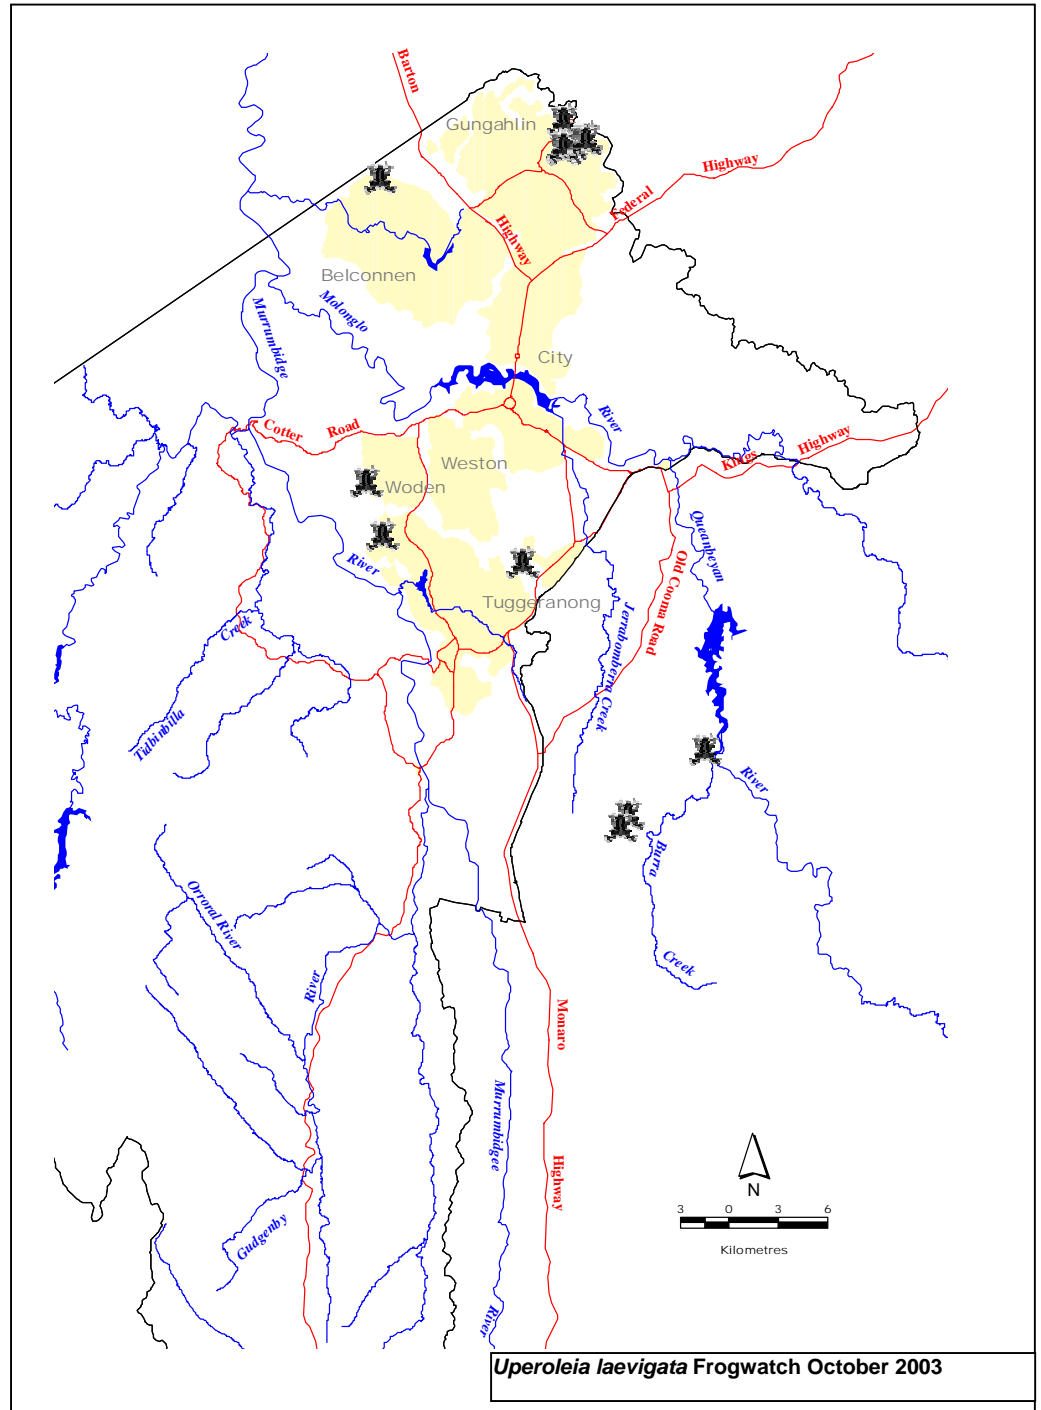 Barton
Gungahlin
Highway
Federal
Highway
Belconnen
Molonglo
Murrumbidge
City
River
Cotter
Road
Highway
Kings
Weston
Woden
Queanbeyan
River
Old Cooma Road
Tuggeranong
Jerrabomberra Creek
Creek
Tidbinbilla
River
Burra
Orroral River
Creek
River
Monaro
Murrumbidgee
Highway
N
3 0 3 6
Kilometres
Gudgenby
River
Uperoleia laevigata Frogwatch October 2003